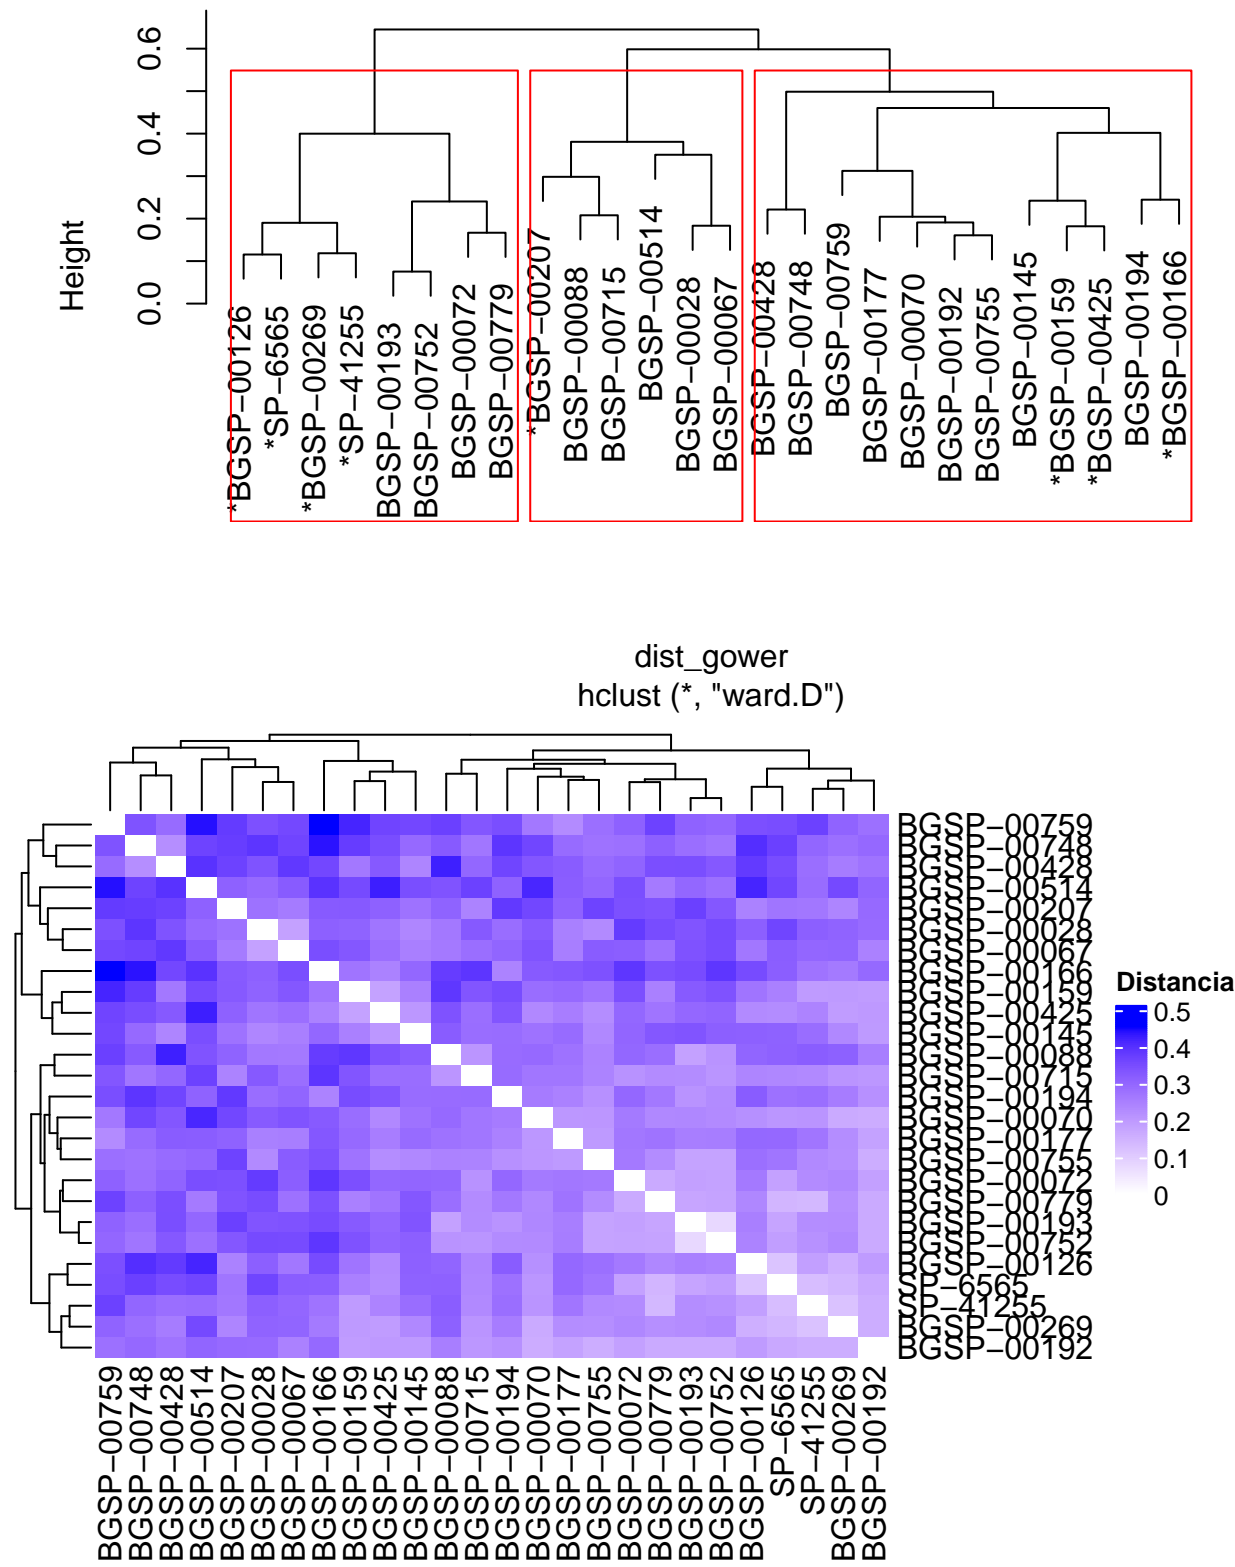 Height
0.0
0.2
0.4
0.6
*BGSP−00126
*SP−6565
*BGSP−00269
*SP−41255
BGSP−00193
BGSP−00752
BGSP−00072
BGSP−00779
*BGSP−00207
BGSP−00088
BGSP−00715
BGSP−00514
BGSP−00028
BGSP−00067
BGSP−00428
BGSP−00748
BGSP−00759
BGSP−00177
BGSP−00070
BGSP−00192
BGSP−00755
BGSP−00145
*BGSP−00159
*BGSP−00425
BGSP−00194
*BGSP−00166
dist_gower
hclust (*, "ward.D")
BGSP−00759
BGSP−00748
BGSP−00428
BGSP−00514
BGSP−00207
BGSP−00028
BGSP−00067
BGSP−00166
BGSP−00159
BGSP−00425
BGSP−00145
BGSP−00088
BGSP−00715
BGSP−00194
BGSP−00070
BGSP−00177
BGSP−00755
BGSP−00072
BGSP−00779
BGSP−00193
BGSP−00752
BGSP−00126
SP−6565
SP−41255
BGSP−00269
BGSP−00192
Distancia
0.5
0.4
0.3
0.2
0.1
0
BGSP−00759
BGSP−00748
BGSP−00428
BGSP−00514
BGSP−00207
BGSP−00028
BGSP−00067
BGSP−00166
BGSP−00159
BGSP−00425
BGSP−00145
BGSP−00088
BGSP−00715
BGSP−00194
BGSP−00070
BGSP−00177
BGSP−00755
BGSP−00072
BGSP−00779
BGSP−00193
BGSP−00752
BGSP−00126
SP−6565
SP−41255
BGSP−00269
BGSP−00192